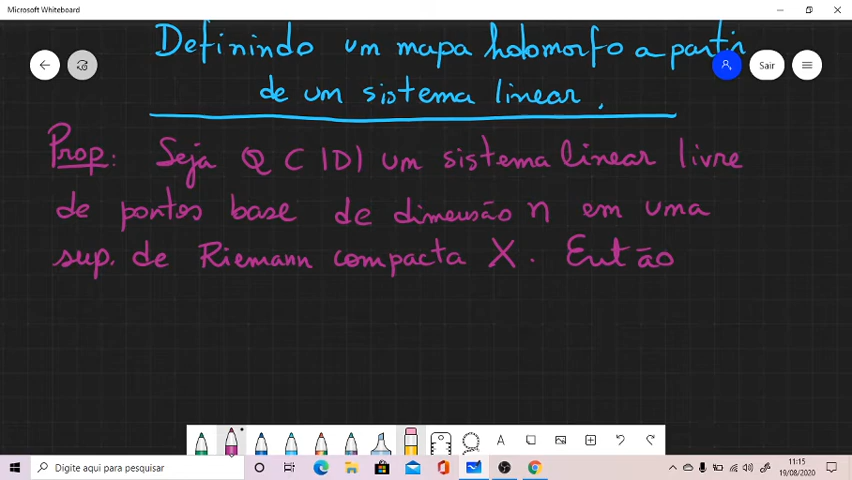 Microsoft Whiteboard
Definindo um mapa holomorfo a partir
Sair
de um sistema linear.
Prop: Seja Q ⊂ |D| um sistema linear livre
de pontos base de dimensão n em uma
sup. de Riemann compacta X. Então
Digite aqui para pesquisar
11:15
19/08/2020